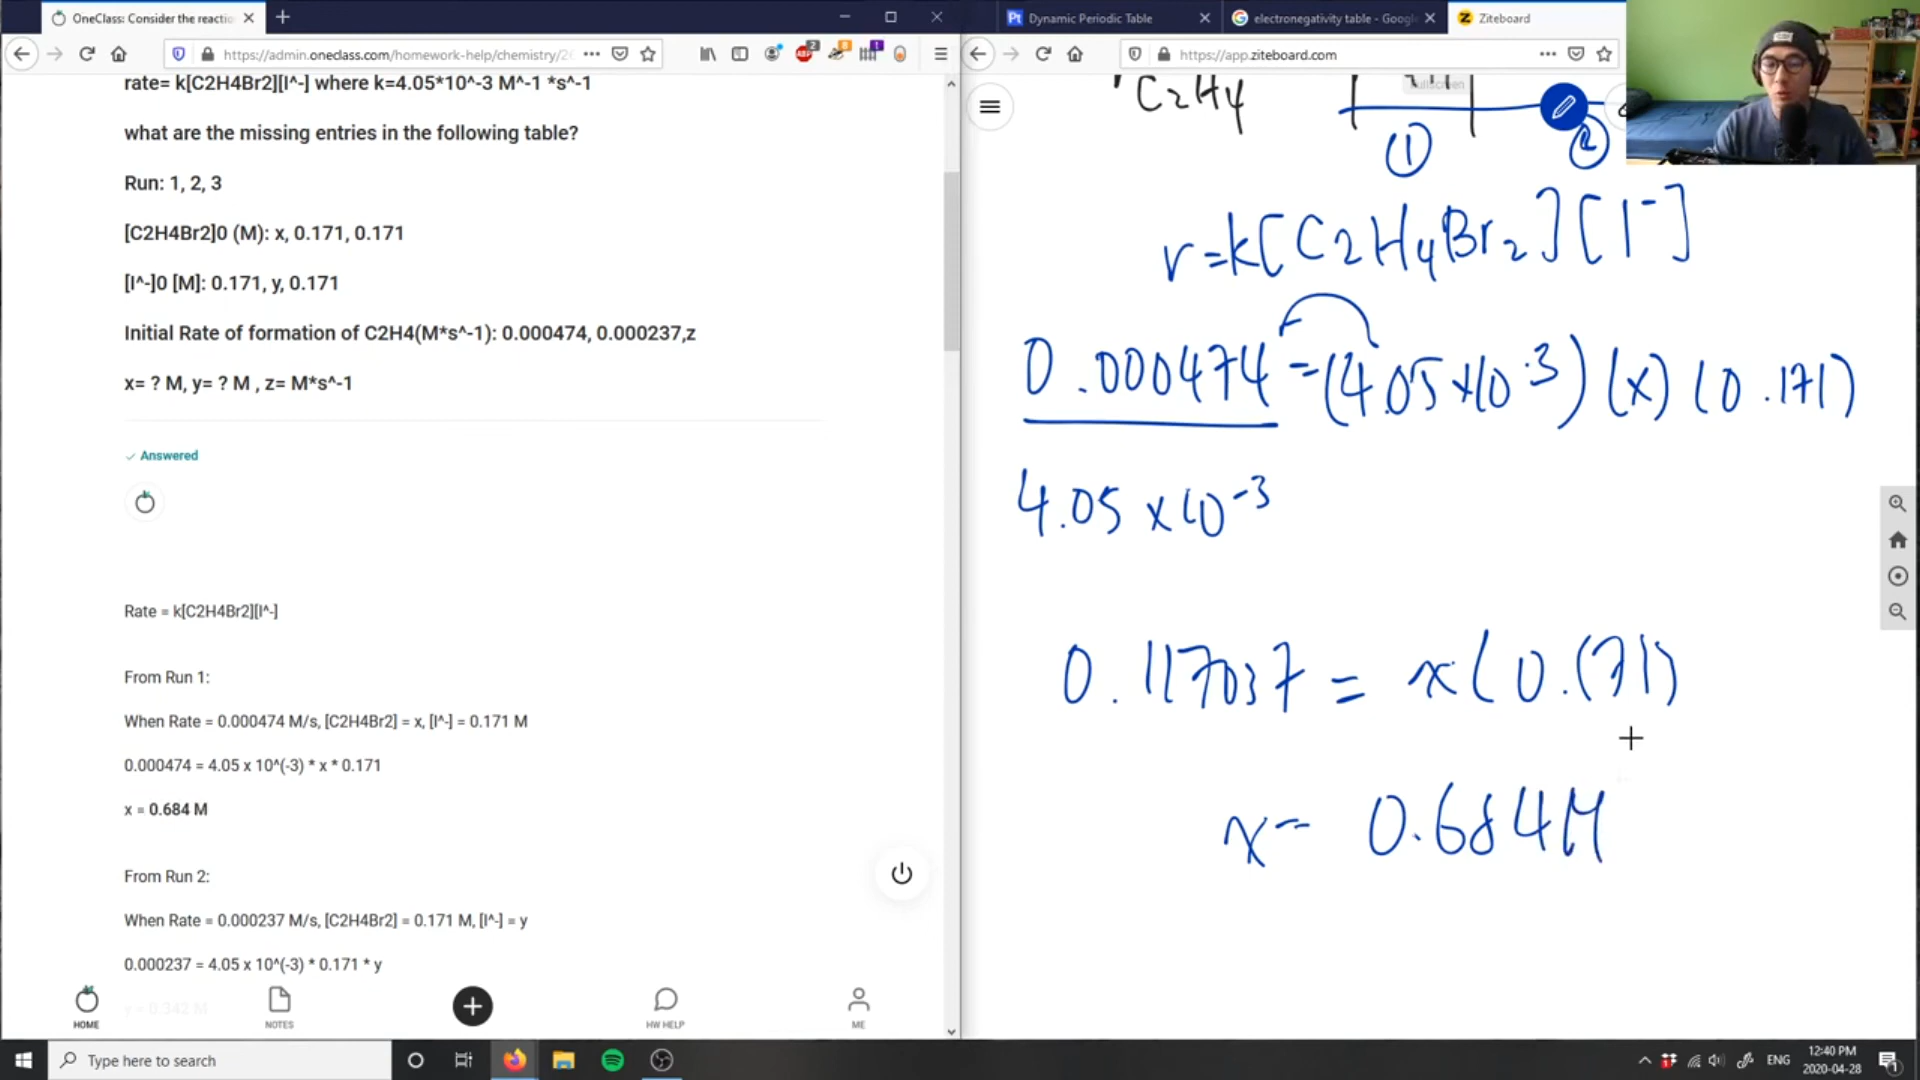 OneClass: Consider the reactio
Pt Dynamic Periodic Table
electronegativity table - Googl
Ziteboard
https://admin.oneclass.com/homework-help/chemistry/2
https://app.ziteboard.com
rate= k[C2H4Br2][I^-] where k=4.05*10^-3 M^-1 *s^-1
what are the missing entries in the following table?
Run: 1, 2, 3
[C2H4Br2]0 (M): x, 0.171, 0.171
[I^-]0 [M]: 0.171, y, 0.171
Initial Rate of formation of C2H4(M*s^-1): 0.000474, 0.000237,z
x= ? M, y= ? M , z= M*s^-1
Answered
Rate = k[C2H4Br2][I^-]
From Run 1:
When Rate = 0.000474 M/s, [C2H4Br2] = x, [I^-] = 0.171 M
0.000474 = 4.05 x 10^(-3) * x * 0.171
x = 0.684 M
From Run 2:
When Rate = 0.000237 M/s, [C2H4Br2] = 0.171 M, [I^-] = y
0.000237 = 4.05 x 10^(-3) * 0.171 * y
y = 0.342 M
HOME
NOTES
HW HELP
ME
C2H4
1
2
r=k[C2H4Br2][I-]
0.000474=(4.05x10-3)(x)(0.171)
4.05x10-3
0.117037 = x(0.171)
x= 0.684M
Type here to search
ENG
12:40 PM
2020-04-28